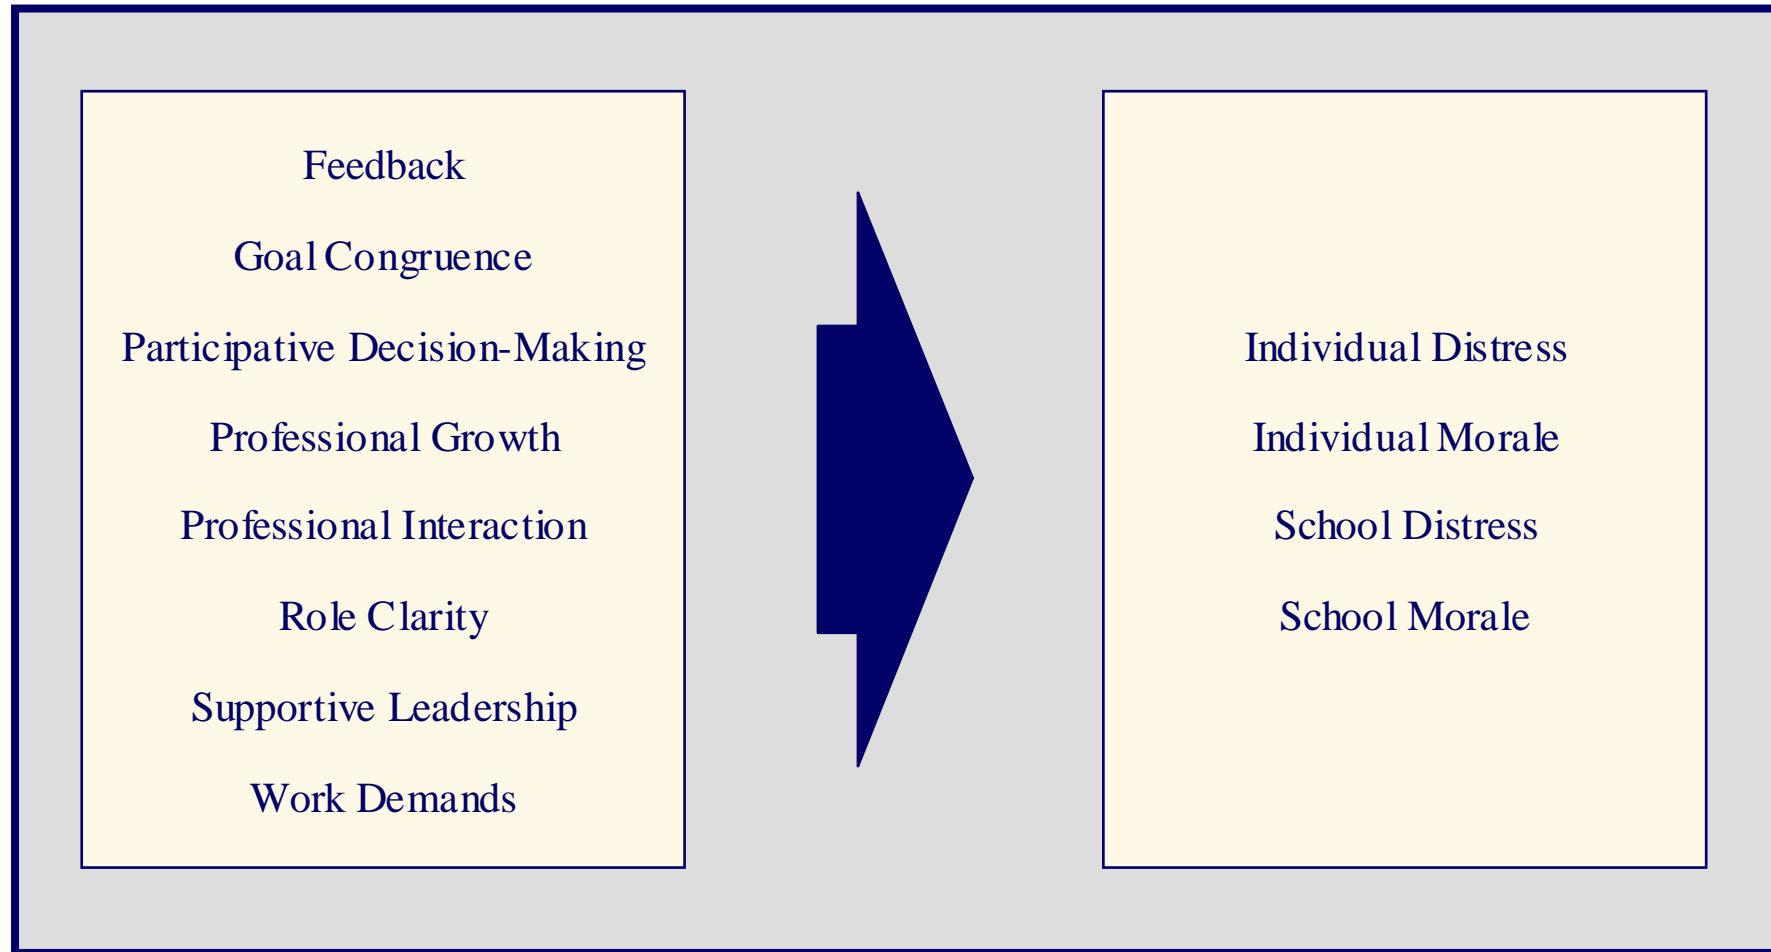 Feedback
Goal Congruence
Participative Decision-Making
Professional Growth
Professional Interaction
Role Clarity
Supportive Leadership
Work Demands
Individual Distress
Individual Morale
School Distress
School Morale